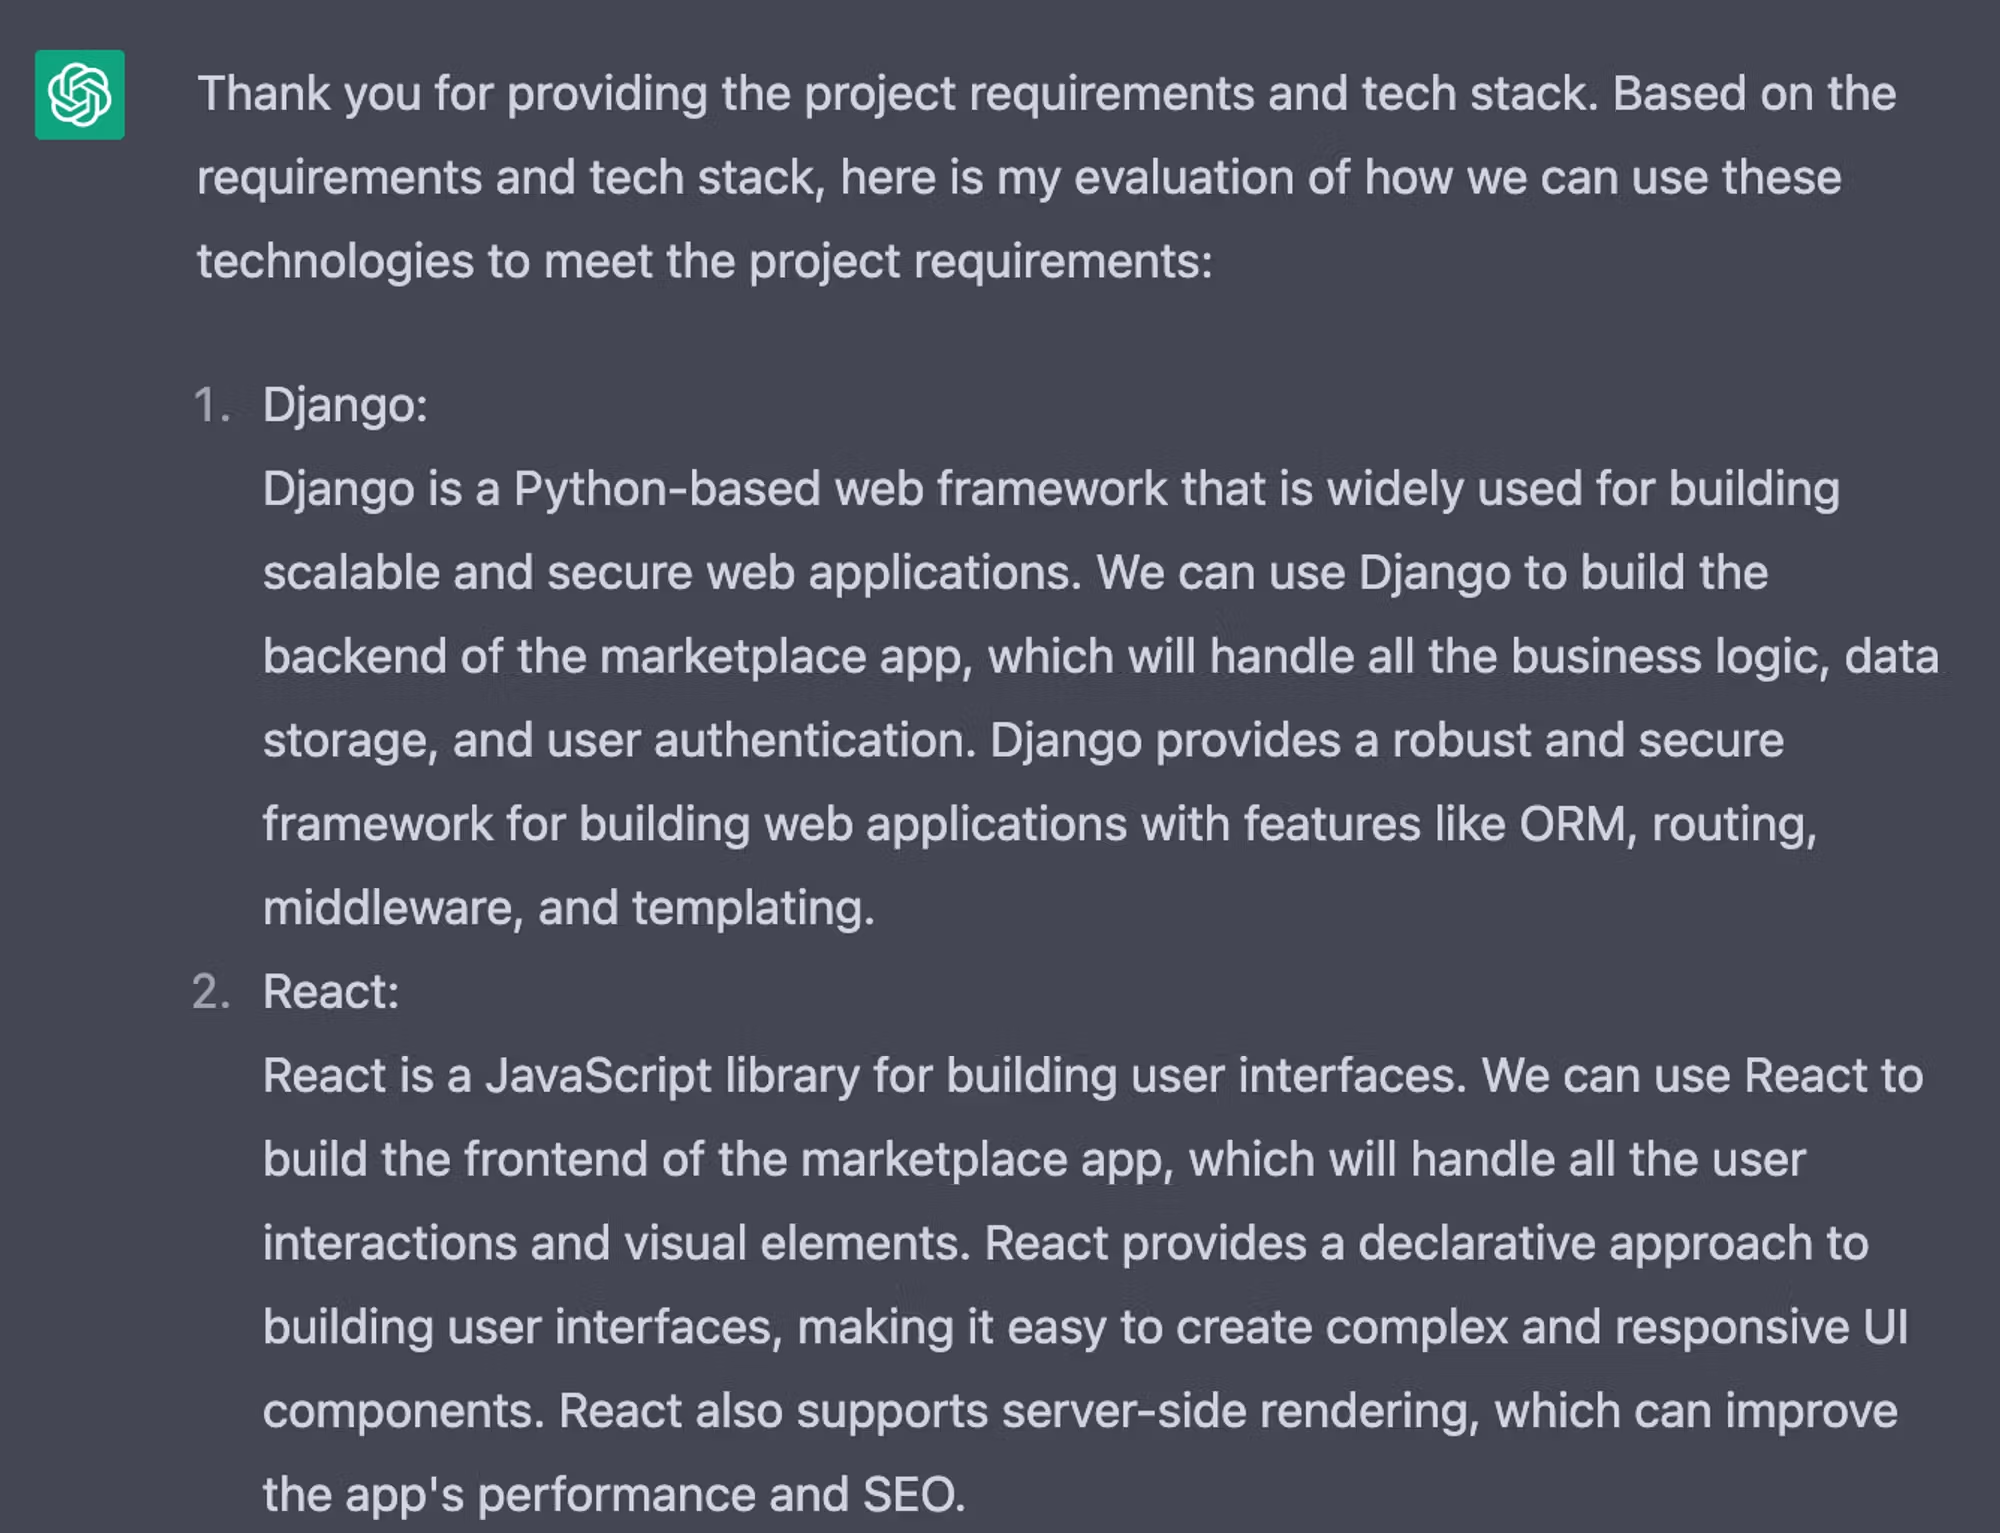 Thank you for providing the project requirements and tech stack. Based on the
requirements and tech stack, here is my evaluation of how we can use these
technologies to meet the project requirements:
1. Django:
Django is a Python-based web framework that is widely used for building
scalable and secure web applications. We can use Django to build the
backend of the marketplace app, which will handle all the business logic, data
storage, and user authentication. Django provides a robust and secure
framework for building web applications with features like ORM, routing,
middleware, and templating.
2. React:
React is a JavaScript library for building user interfaces. We can use React to
build the frontend of the marketplace app, which will handle all the user
interactions and visual elements. React provides a declarative approach to
building user interfaces, making it easy to create complex and responsive UI
components. React also supports server-side rendering, which can improve
the app's performance and SEO.